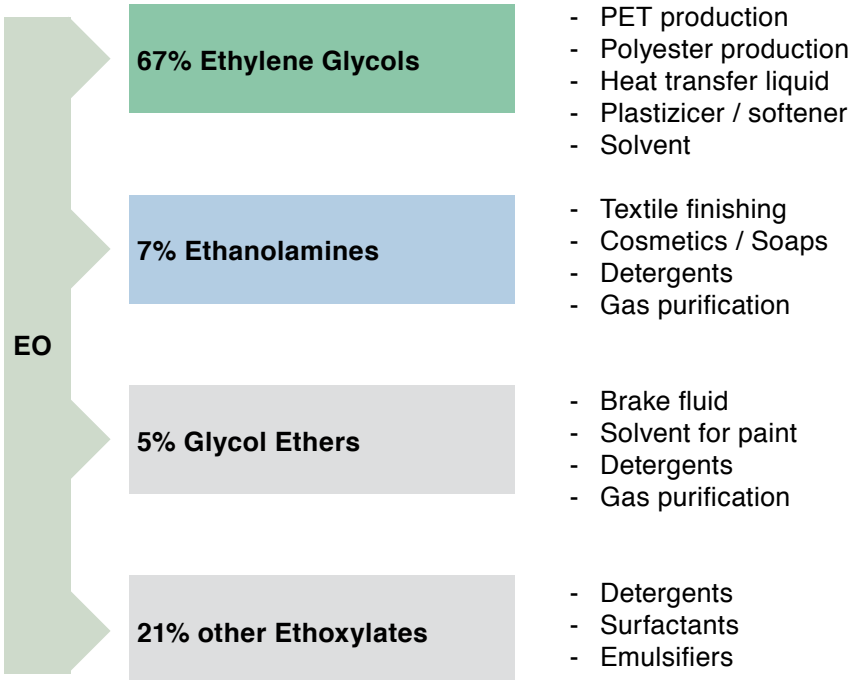 EO
67% Ethylene Glycols
- PET production
- Polyester production
- Heat transfer liquid
- Plastizicer / softener
- Solvent
7% Ethanolamines
- Textile finishing
- Cosmetics / Soaps
- Detergents
- Gas purification
5% Glycol Ethers
- Brake fluid
- Solvent for paint
- Detergents
- Gas purification
21% other Ethoxylates
- Detergents
- Surfactants
- Emulsifiers